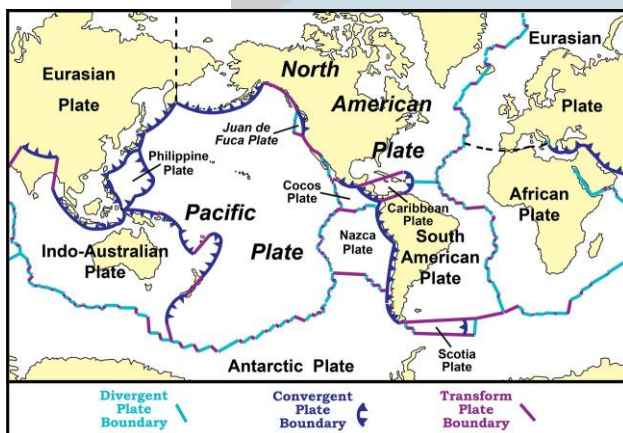 Eurasian
Plate
North
American
Plate
Eurasian
Plate
Juan de
Fuca Plate
Philippine
Plate
Pacific
Plate
Cocos
Plate
Caribbean
Plate
African
Plate
Indo-Australian
Plate
Nazca
Plate
South
American
Plate
Antarctic Plate
Scotia
Plate
Divergent
Plate
Boundary
Convergent
Plate
Boundary
Transform
Plate
Boundary